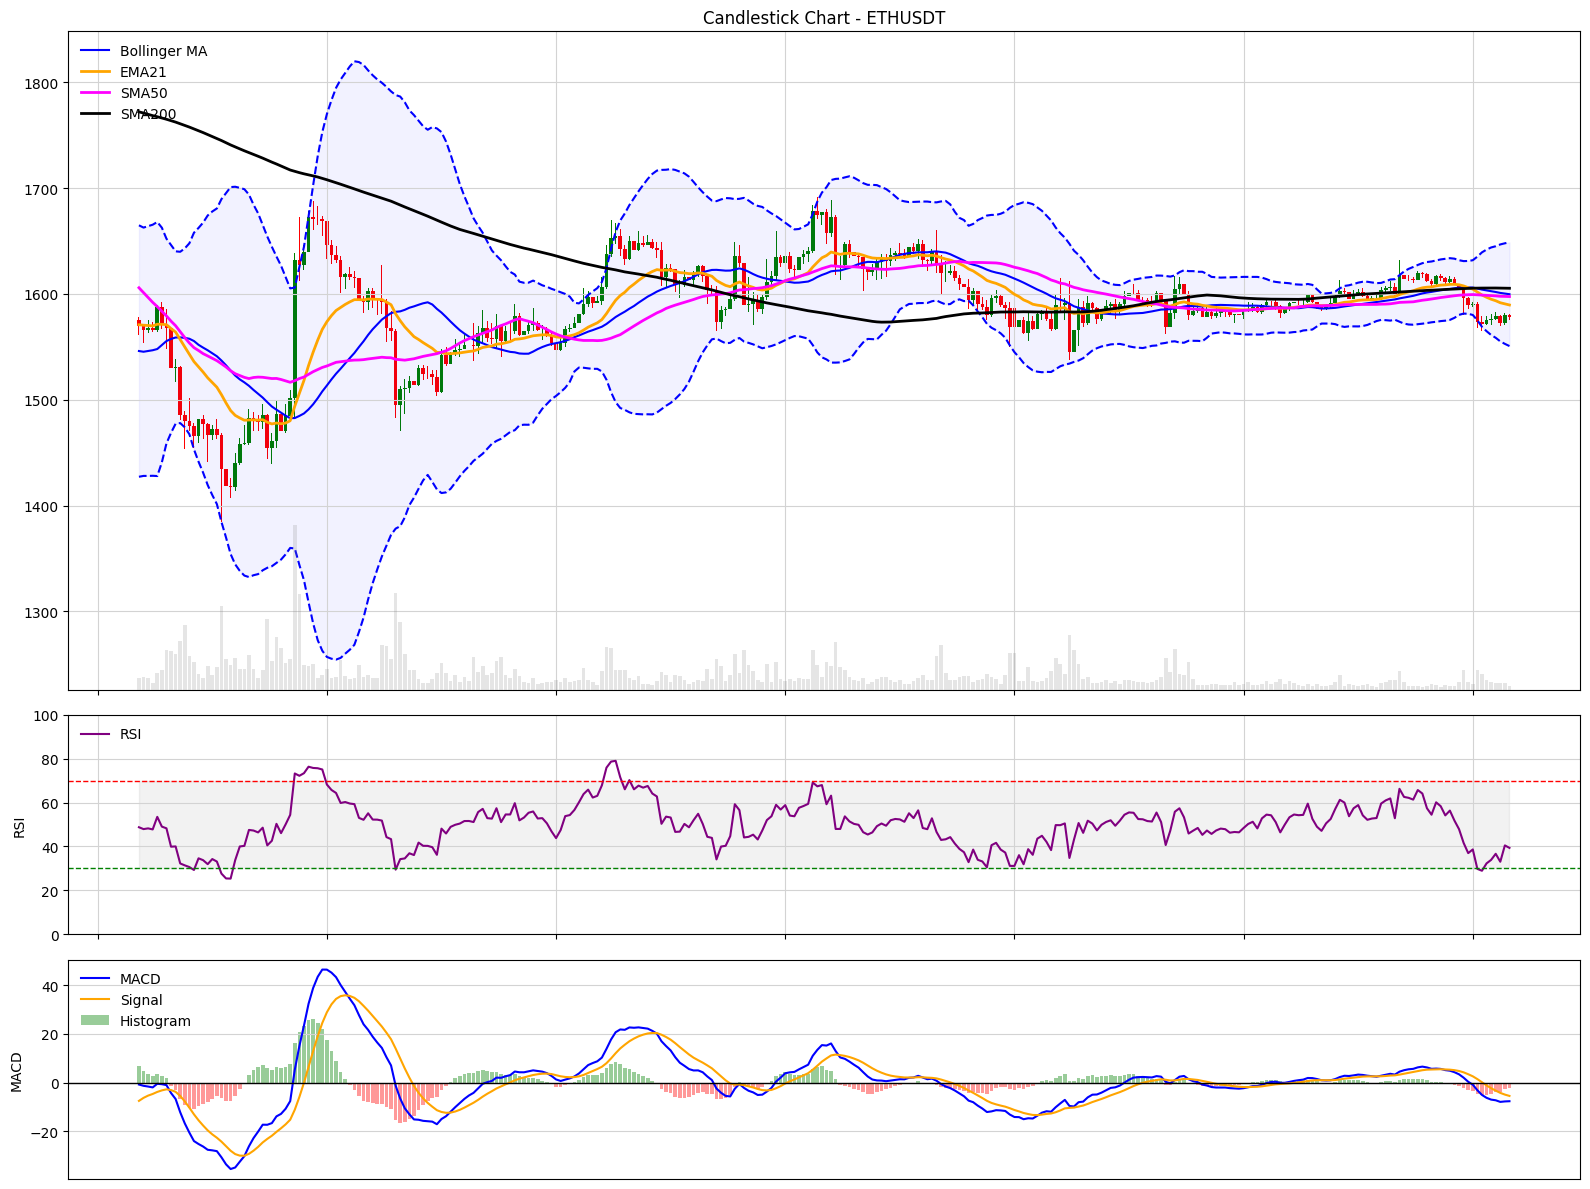 Candlestick Chart - ETHUSDT
Bollinger MA
EMA21
SMA50
SMA200
1800
1700
1600
1500
1400
1300
RSI
100
80
60
40
20
0
RSI
MACD
Signal
Histogram
40
20
0
−20
MACD